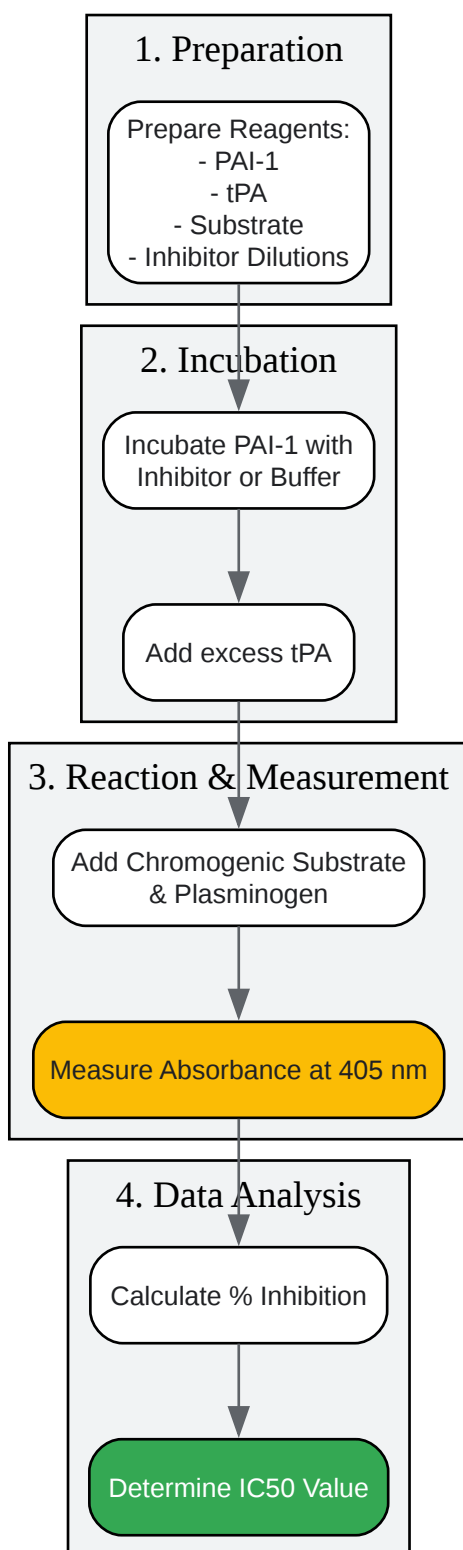 1. Preparation
Prepare Reagents:
- PAI-1
- tPA
- Substrate
- Inhibitor Dilutions
2. Incubation
Incubate PAI-1 with
Inhibitor or Buffer
Add excess tPA
3. Reaction & Measurement
Add Chromogenic Substrate
& Plasminogen
Measure Absorbance at 405 nm
4. Data Analysis
Calculate % Inhibition
Determine IC50 Value